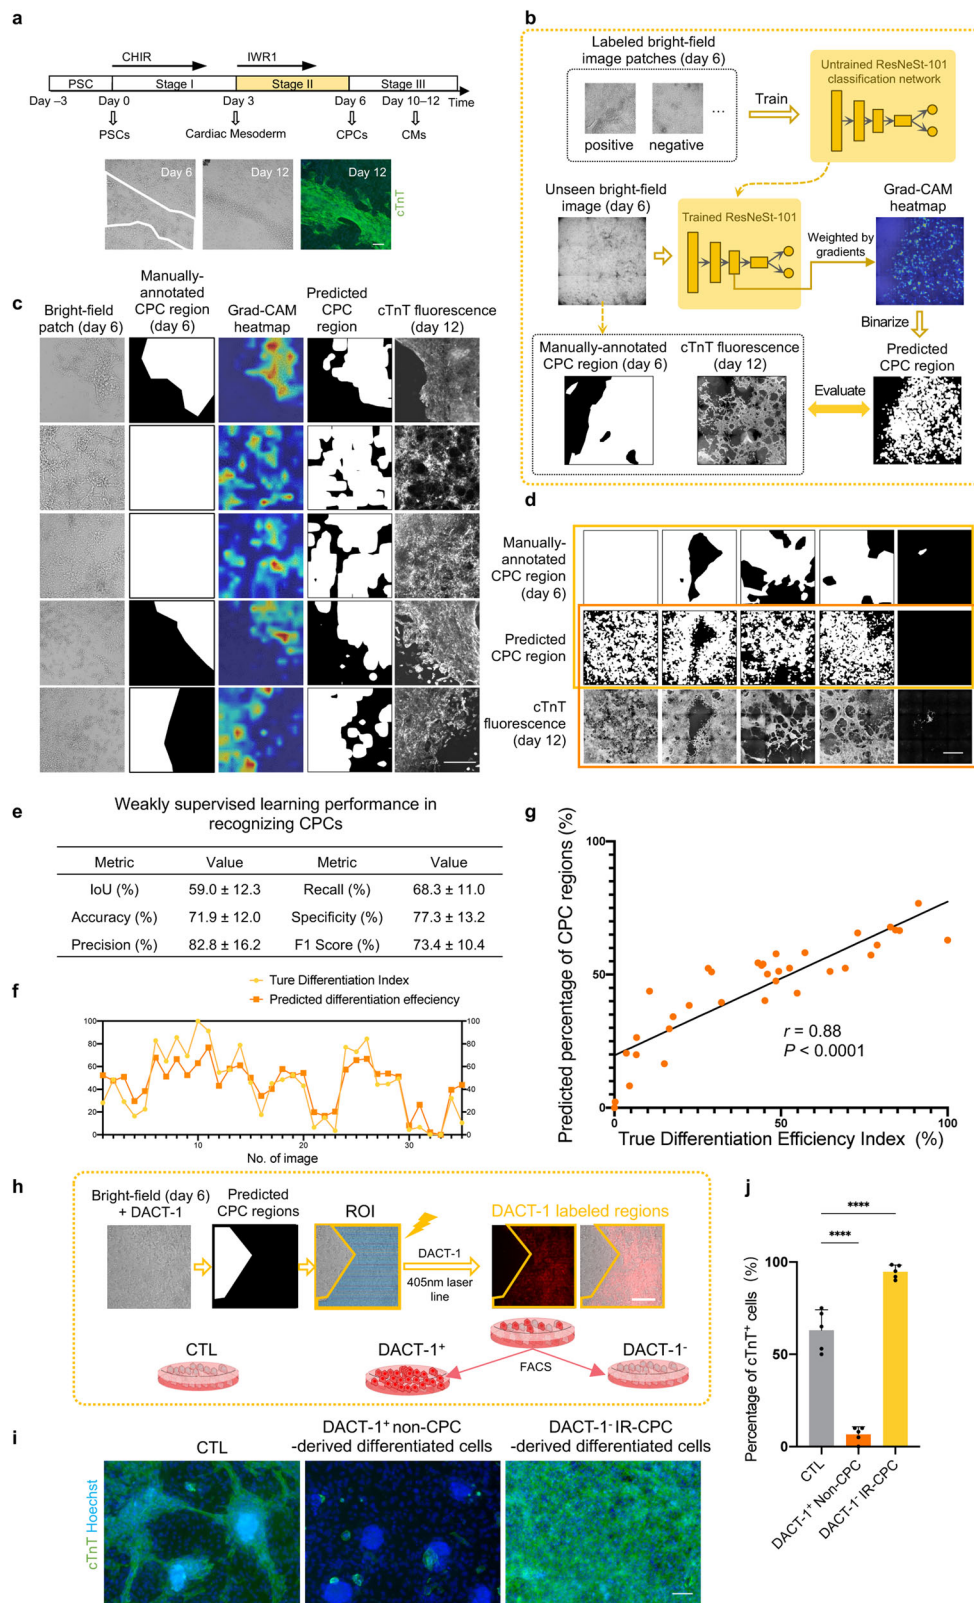 a
CHIR
IWR1
PSC
Stage I
Stage II
Stage III
Day –3
Day 0
Day 3
Day 6
Day 10–12
Time
PSCs
Cardiac Mesoderm
CPCs
CMs
Day 6
Day 12
Day 12
cTnT
b
Labeled bright-field
image patches (day 6)
positive
negative
...
Train
Untrained ResNeSt-101
classification network
Unseen bright-field
image (day 6)
Trained ResNeSt-101
Weighted by
gradients
Grad-CAM
heatmap
Binarize
Manually-annotated
CPC region (day 6)
cTnT fluorescence
(day 12)
Evaluate
Predicted
CPC region
c
Bright-field
patch (day 6)
Manually-
annotated
CPC region
(day 6)
Grad-CAM
heatmap
Predicted
CPC
region
cTnT fluorescence
(day 12)
d
Manually-
annotated
CPC region
(day 6)
Predicted
CPC region
cTnT
fluorescence
(day 12)
e
Weakly supervised learning performance in
recognizing CPCs
Metric Value Metric Value
IoU (%) 59.0 ± 12.3 Recall (%) 68.3 ± 11.0
Accuracy (%) 71.9 ± 12.0 Specificity (%) 77.3 ± 13.2
Precision (%) 82.8 ± 16.2 F1 Score (%) 73.4 ± 10.4
f
Ture Differentiation Index
Predicted differentiation effeciency
100
80
60
40
20
0
100
80
60
40
20
0
10
20
30
No. of image
g
Predicted percentage of CPC regions (%)
100
50
0
0
50
100
r = 0.88
P < 0.0001
True Differentiation Efficiency Index (%)
h
Bright-field (day 6)
+ DACT-1
Predicted
CPC regions
ROI
DACT-1
405nm laser
line
DACT-1 labeled regions
CTL
DACT-1+
FACS
DACT-1-
i
CTL
DACT-1+ non-CPC
-derived differentiated cells
DACT-1- IR-CPC
-derived differentiated cells
cTnT Hoechst
j
Percentage of cTnT+ cells (%)
100
50
0
****
****
CTL
DACT-1+ Non-CPC
DACT-1- IR-CPC